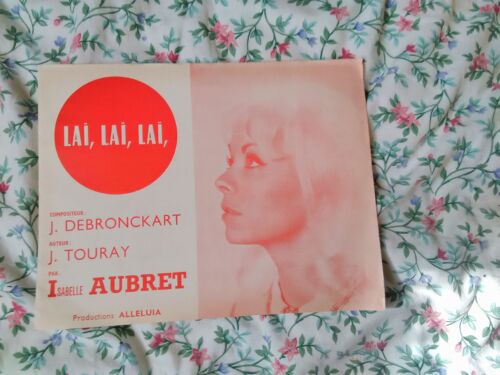 LAÏ, LAÏ, LAÏ,
COMPOSITEUR :
J. DEBRONCKART
AUTEUR :
J. TOURAY
PAR
ISABELLE AUBRET
Productions ALLELUIA